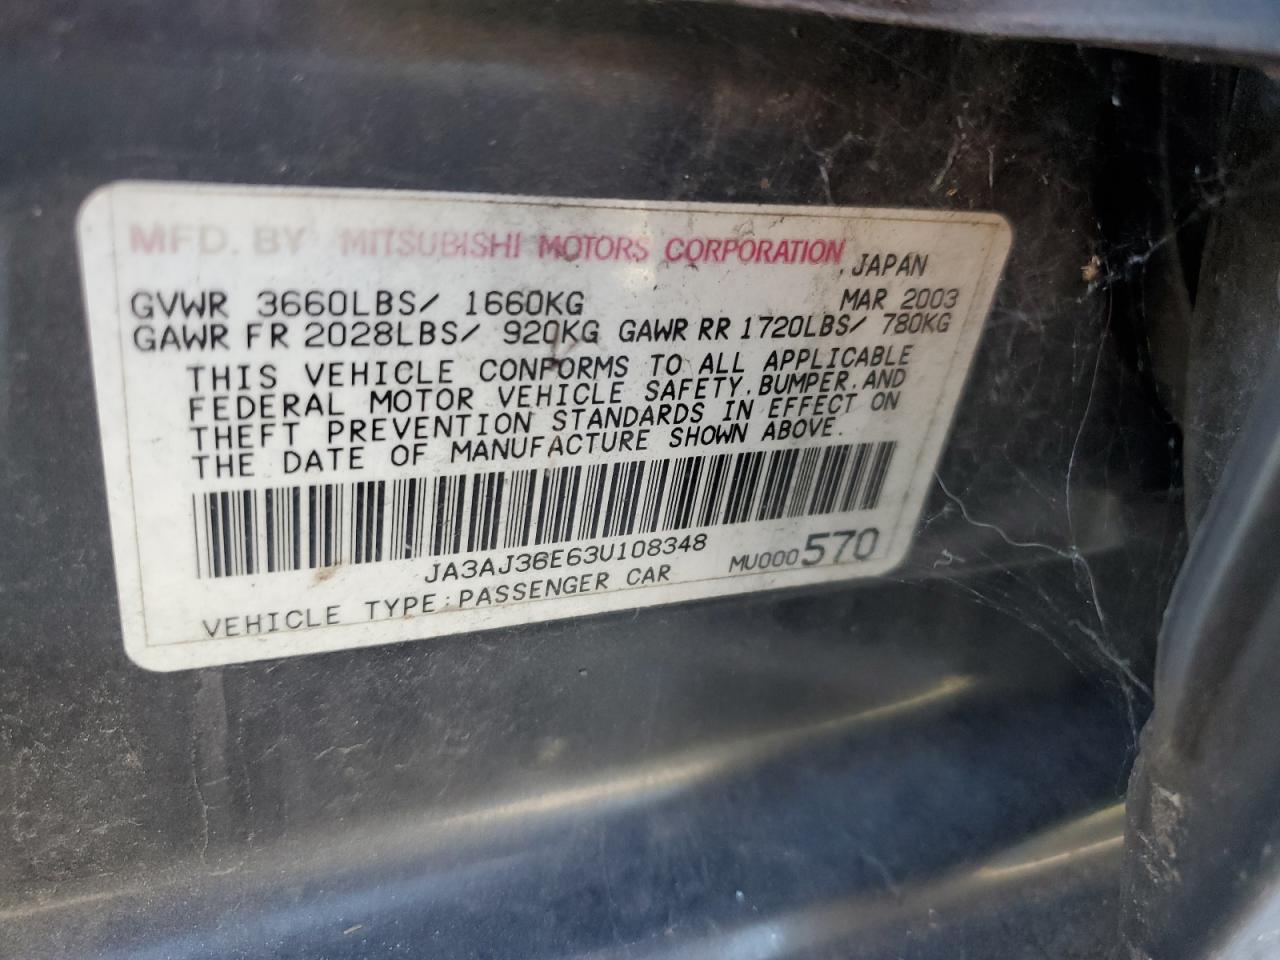 MFD. BY MITSUBISHI MOTORS CORPORATION, JAPAN
GVWR 3660LBS/ 1660KG MAR 2003
GAWR FR 2028LBS/ 920KG GAWR RR 1720LBS/ 780KG
THIS VEHICLE CONFORMS TO ALL APPLICABLE
FEDERAL MOTOR VEHICLE SAFETY, BUMPER, AND
THEFT PREVENTION STANDARDS IN EFFECT ON
THE DATE OF MANUFACTURE SHOWN ABOVE.
JA3AJ36E63U108348
VEHICLE TYPE: PASSENGER CAR MU000570